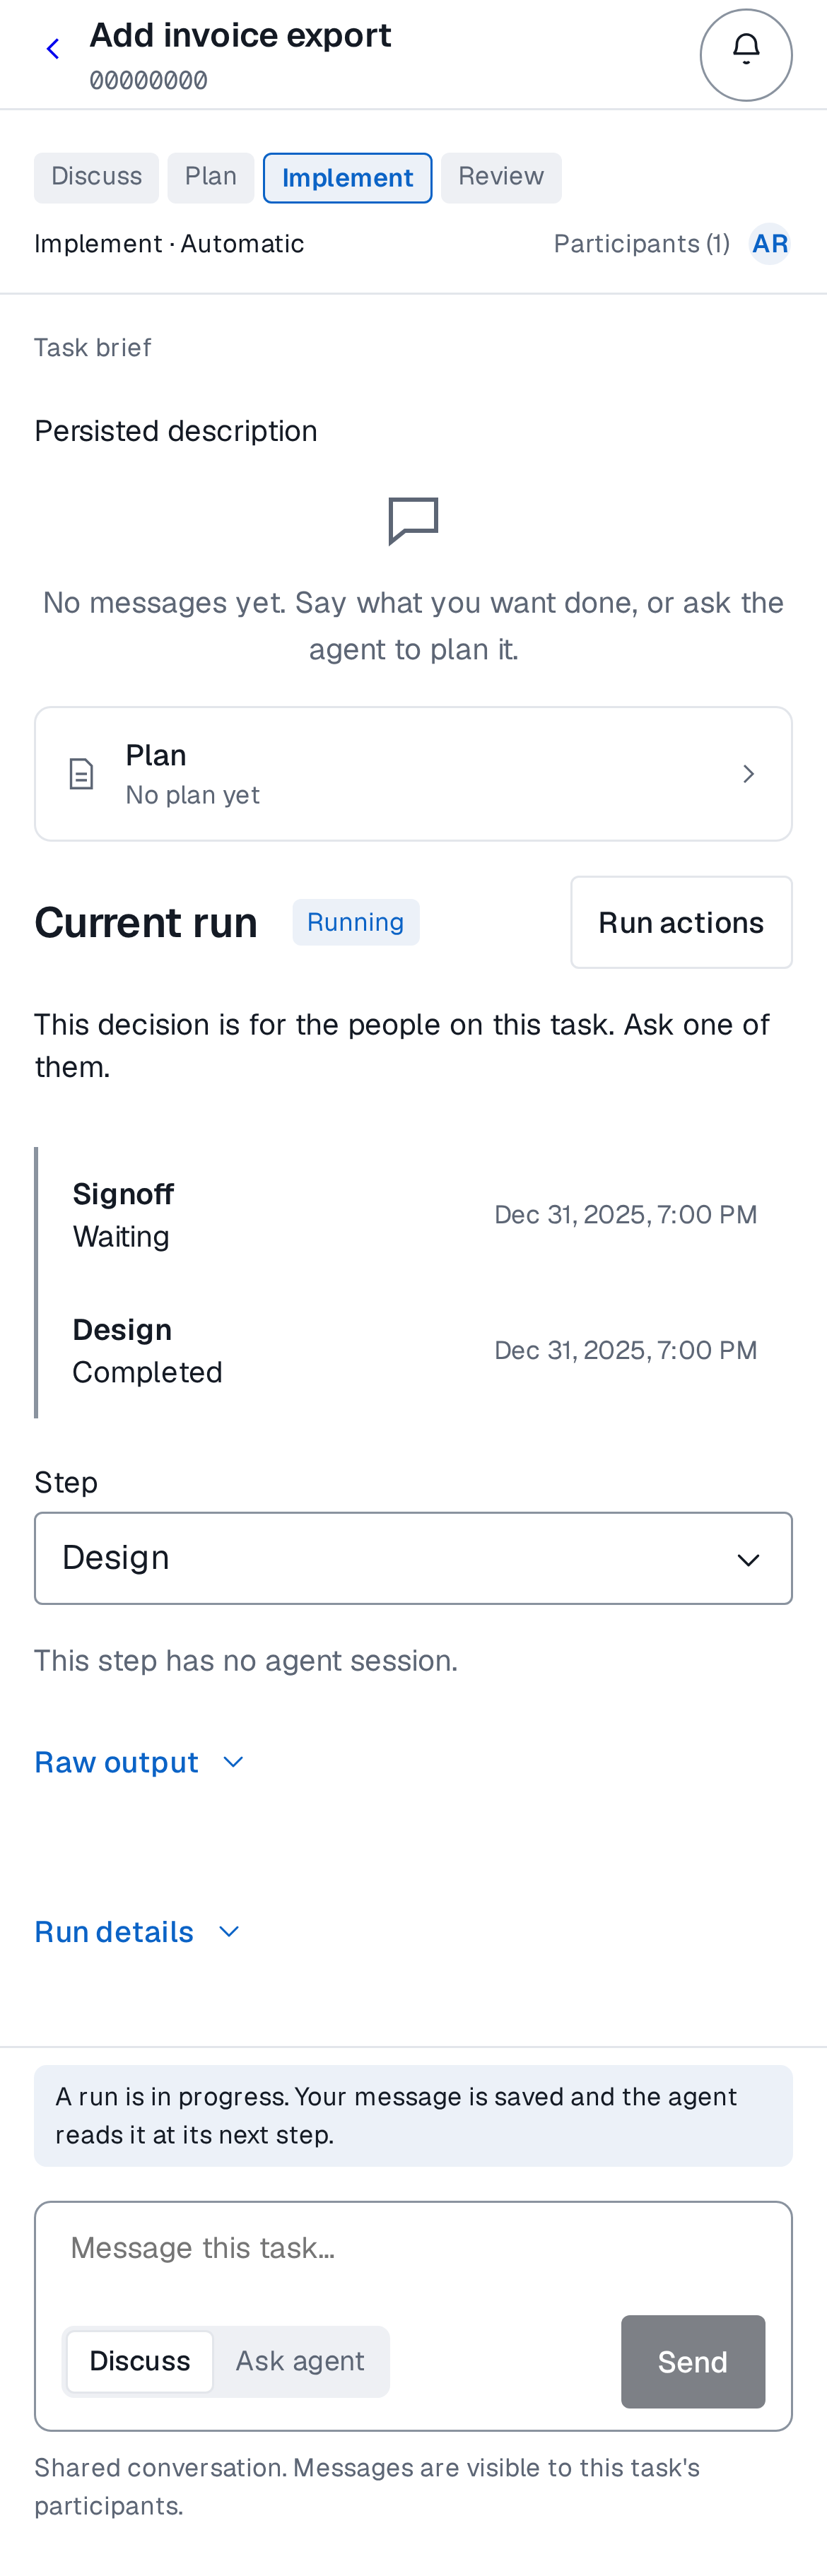 Add invoice export
00000000
Discuss
Plan
Implement
Review
Implement · Automatic
Participants (1)
AR
Task brief
Persisted description
No messages yet. Say what you want done, or ask the
agent to plan it.
Plan
No plan yet
Current run
Running
Run actions
This decision is for the people on this task. Ask one of
them.
Signoff
Waiting
Dec 31, 2025, 7:00 PM
Design
Completed
Dec 31, 2025, 7:00 PM
Step
Design
This step has no agent session.
Raw output
Run details
A run is in progress. Your message is saved and the agent
reads it at its next step.
Message this task…
Discuss
Ask agent
Send
Shared conversation. Messages are visible to this task's
participants.